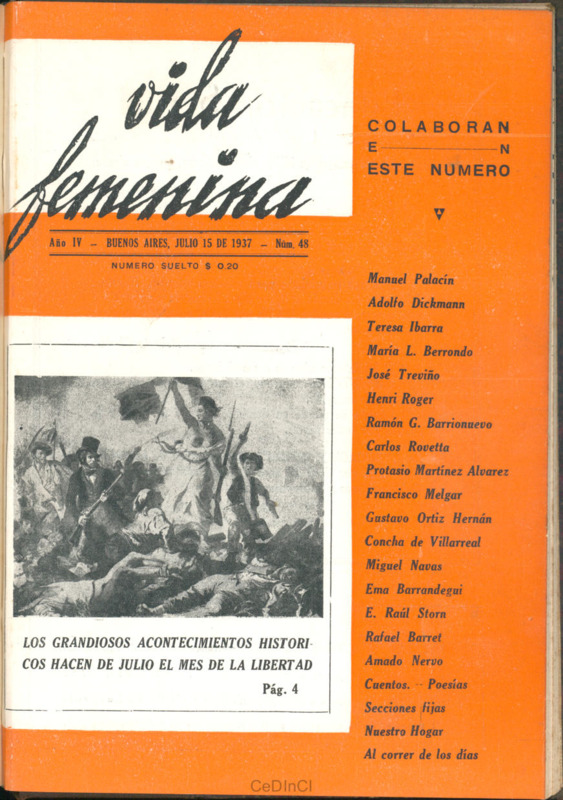 vida
femenina
Año IV — BUENOS AIRES, JULIO 15 DE 1937 — Núm. 48
NUMERO SUELTO $ 0.20
LOS GRANDIOSOS ACONTECIMIENTOS HISTORI-
COS HACEN DE JULIO EL MES DE LA LIBERTAD
Pág. 4
COLABORAN
E N
ESTE NUMERO
Manuel Palacín
Adolfo Dickmann
Teresa Ibarra
María L. Berrondo
José Treviño
Henri Roger
Ramón G. Barrionuevo
Carlos Rovetta
Protasio Martínez Alvarez
Francisco Melgar
Gustavo Ortiz Hernán
Concha de Villarreal
Miguel Navas
Ema Barrandegui
E. Raúl Storn
Rafael Barret
Amado Nervo
Cuentos. — Poesías
Secciones fijas
Nuestro Hogar
Al correr de los días
CeDInCI